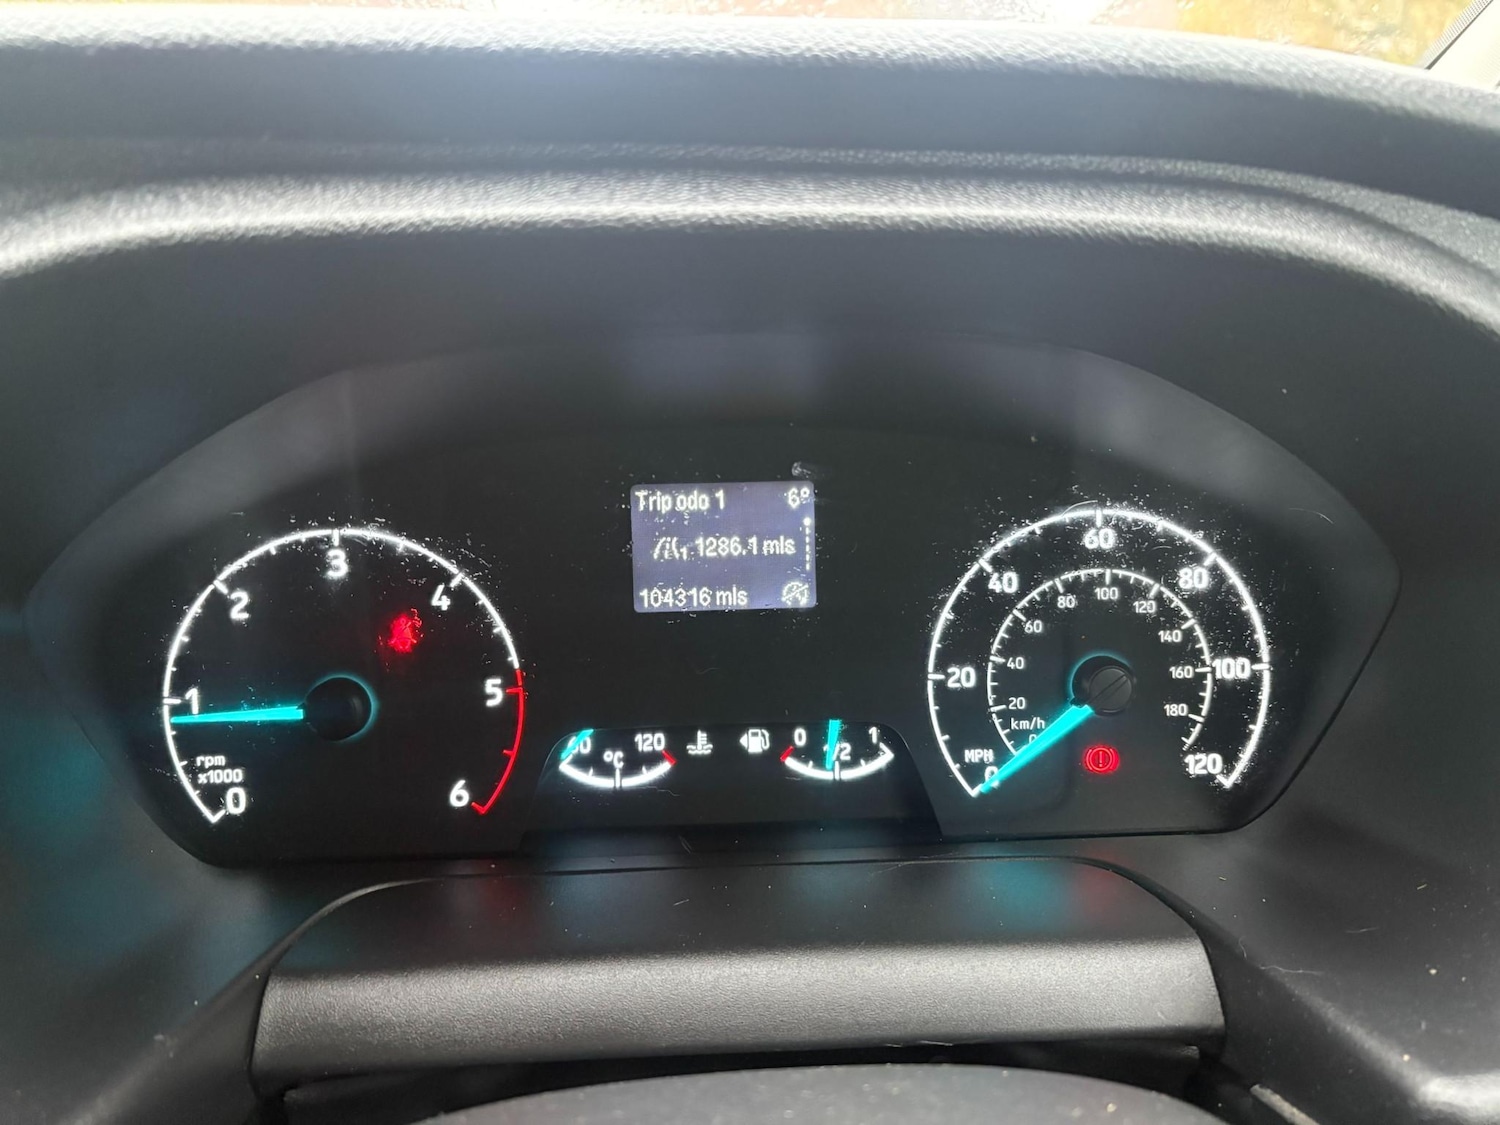 Trip odo 1 6°
1 1286.1 mls
104316 mls
0 1 2 3 4 5 6
rpm
x1000
120
°C
0 1/2 1
0 20 40 60 80 100 120
MPH
20 40 60 80 100 120 140 160 180
km/h